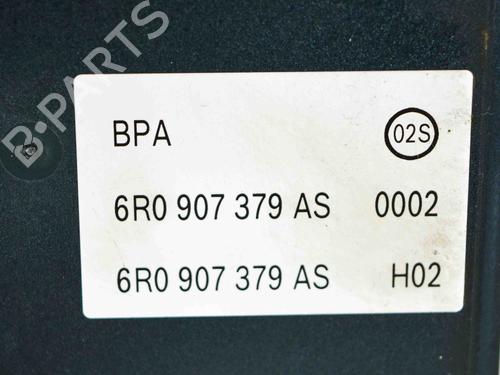 B-PARTS
BPA 02S
6R0 907 379 AS 0002
6R0 907 379 AS H02